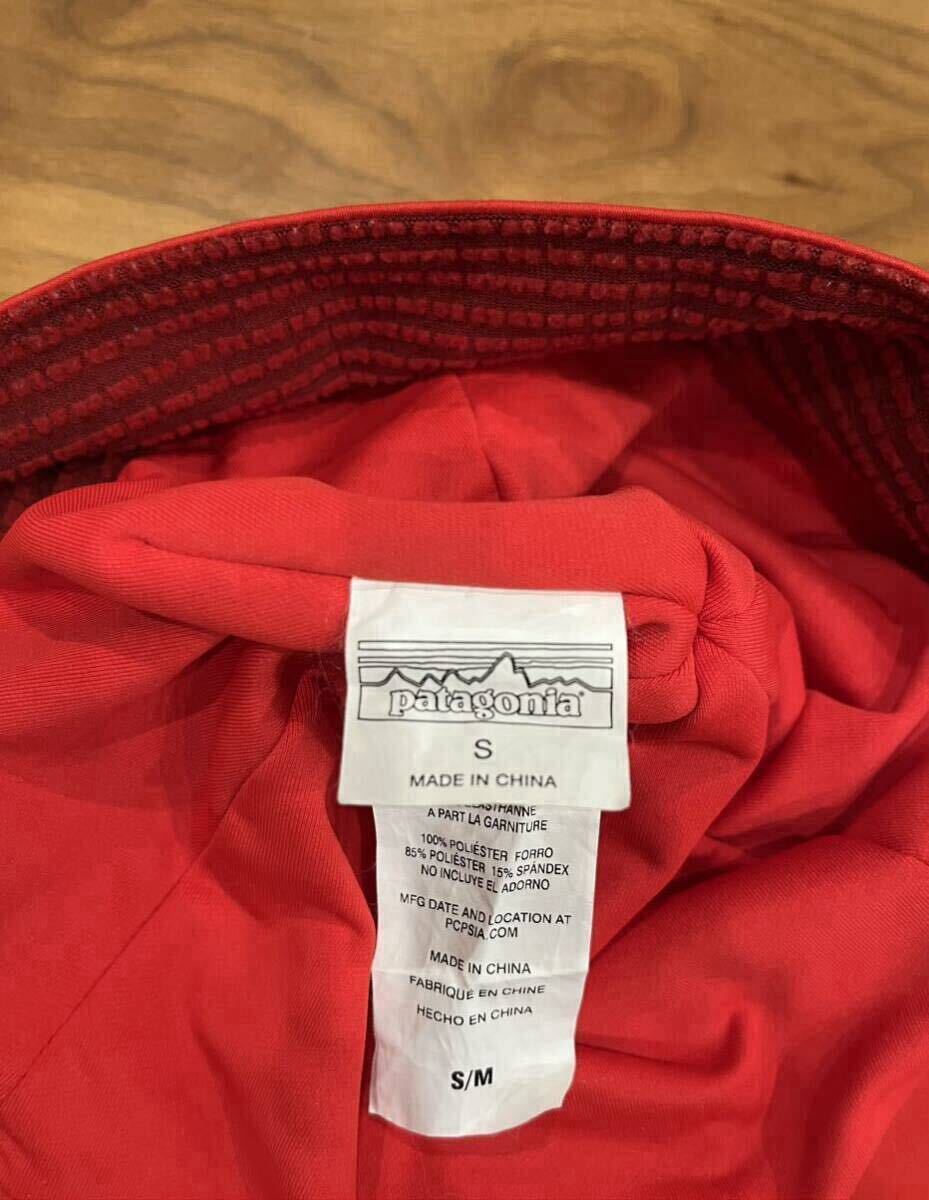 patagonia®
S
MADE IN CHINA
A PART LA GARNITURE
100% POLIÉSTER FORRO
85% POLIÉSTER 15% SPÁNDEX
NO INCLUYE EL ADORNO
MFG DATE AND LOCATION AT
PCPSIA.COM
MADE IN CHINA
FABRIQUÉ EN CHINE
HECHO EN CHINA
S/M